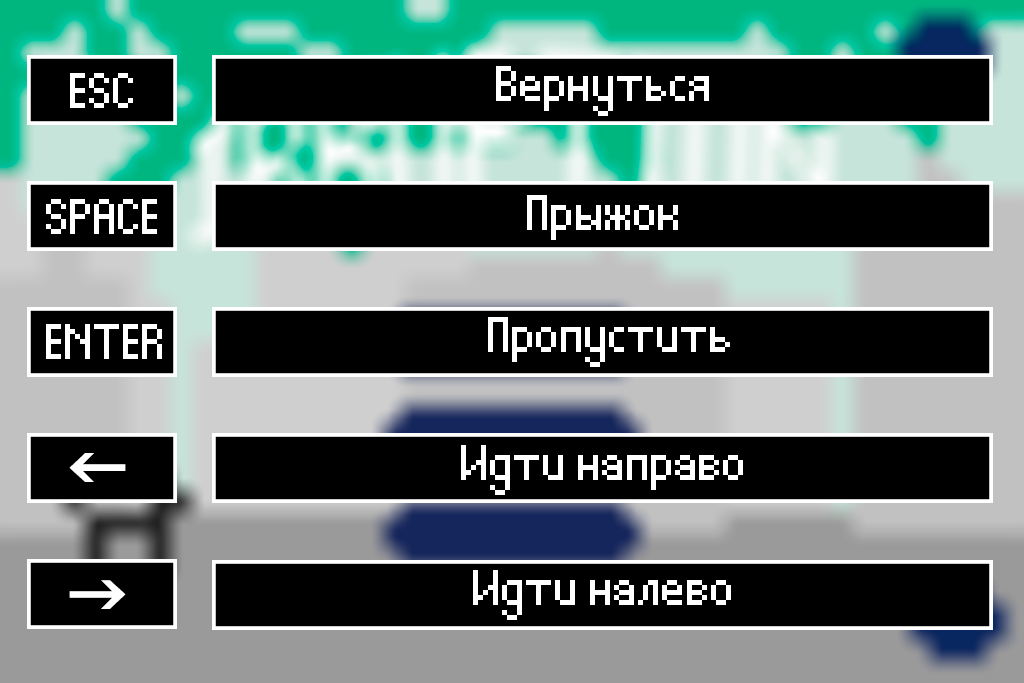 ESC Вернуться
SPACE Прыжок
ENTER Пропустить
← Идти направо
→ Идти налево